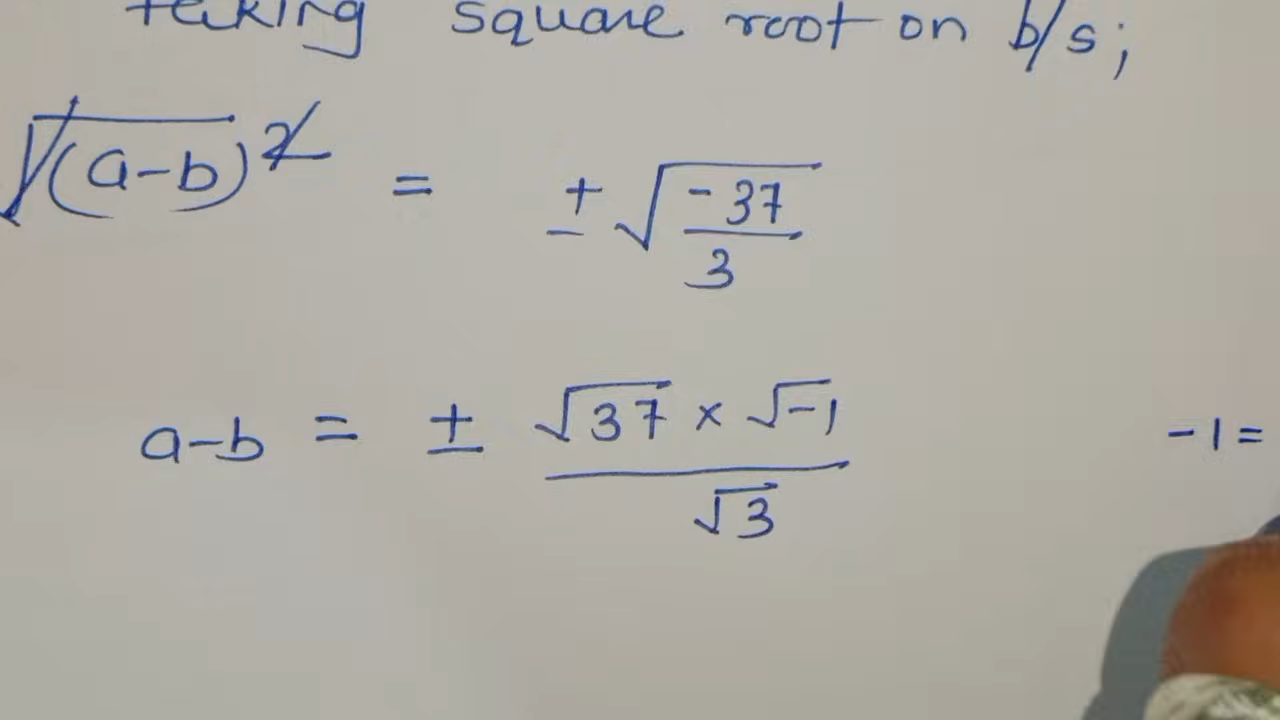 taking square root on b/s;
√(a-b)² = ± √(-37/3)
a-b = ± (√37 × √-1)/√3
-1 =